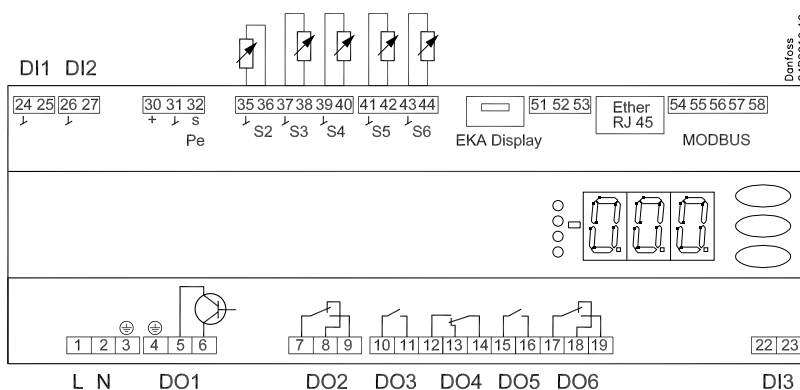 Danfoss
DI1 DI2
24 25 26 27 30 31 32 35 36 37 38 39 40 41 42 43 44 51 52 53 Ether RJ 45 54 55 56 57 58
+ s S2 S3 S4 S5 S6
Pe EKA Display MODBUS
1 2 3 4 5 6 7 8 9 10 11 12 13 14 15 16 17 18 19 22 23
L N DO1 DO2 DO3 DO4 DO5 DO6 DI3